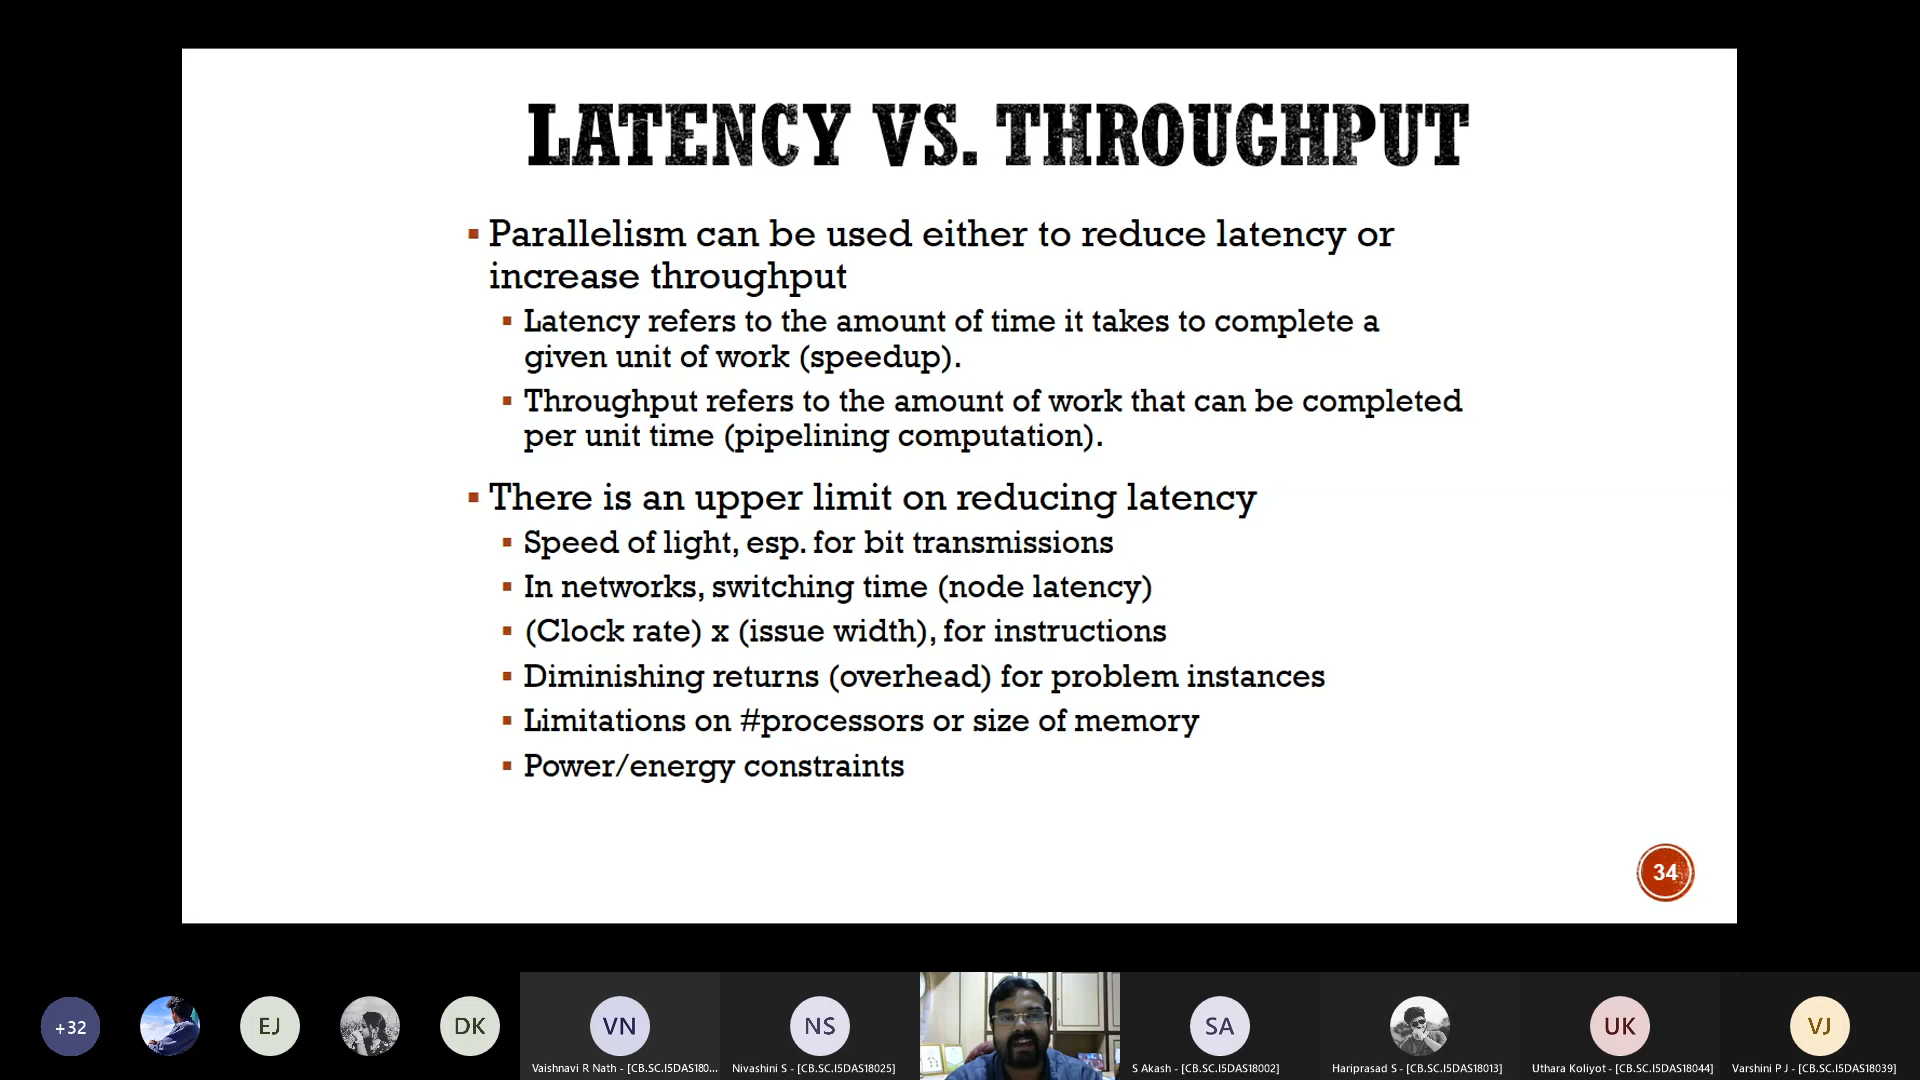 LATENCY VS. THROUGHPUT
▪ Parallelism can be used either to reduce latency or
increase throughput
▪ Latency refers to the amount of time it takes to complete a
given unit of work (speedup).
▪ Throughput refers to the amount of work that can be completed
per unit time (pipelining computation).
▪ There is an upper limit on reducing latency
▪ Speed of light, esp. for bit transmissions
▪ In networks, switching time (node latency)
▪ (Clock rate) x (issue width), for instructions
▪ Diminishing returns (overhead) for problem instances
▪ Limitations on #processors or size of memory
▪ Power/energy constraints
34
+32
EJ
DK
VN
NS
SA
UK
VJ
Vaishnavi R Nath - [CB.SC.I5DAS180...
Nivashini S - [CB.SC.I5DAS18025]
S Akash - [CB.SC.I5DAS18002]
Hariprasad S - [CB.SC.I5DAS18013]
Uthara Koliyot - [CB.SC.I5DAS18044]
Varshini P J - [CB.SC.I5DAS18039]